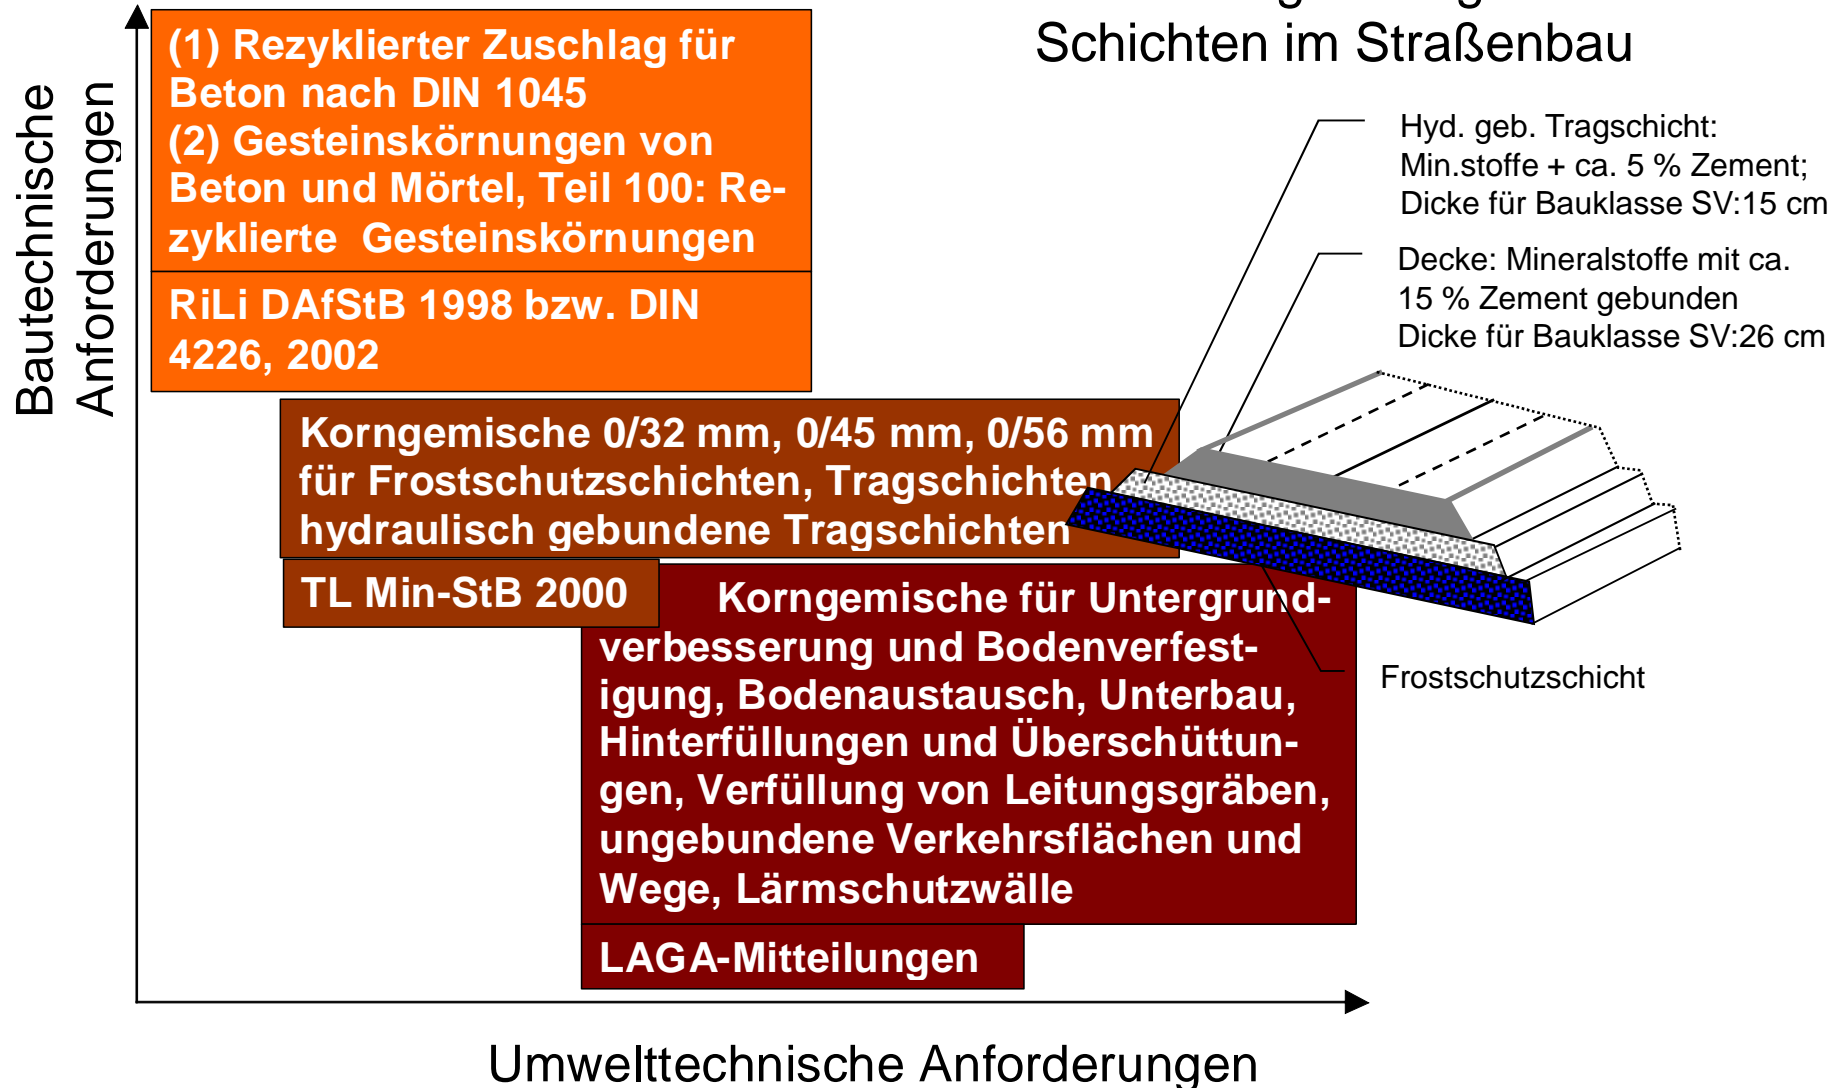 Schichten im Straßenbau
Bautechnische
Anforderungen
(1) Rezyklierter Zuschlag für
Beton nach DIN 1045
(2) Gesteinskörnungen von
Beton und Mörtel, Teil 100: Re-
zyklierte Gesteinskörnungen
RiLi DAfStB 1998 bzw. DIN
4226, 2002
Hyd. geb. Tragschicht:
Min.stoffe + ca. 5 % Zement;
Dicke für Bauklasse SV:15 cm
Decke: Mineralstoffe mit ca.
15 % Zement gebunden
Dicke für Bauklasse SV:26 cm
Korngemische 0/32 mm, 0/45 mm, 0/56 mm
für Frostschutzschichten, Tragschichten
hydraulisch gebundene Tragschichten
TL Min-StB 2000
Korngemische für Untergrund-
verbesserung und Bodenverfest-
igung, Bodenaustausch, Unterbau,
Hinterfüllungen und Überschüttun-
gen, Verfüllung von Leitungsgräben,
ungebundene Verkehrsflächen und
Wege, Lärmschutzwälle
LAGA-Mitteilungen
Frostschutzschicht
Umwelttechnische Anforderungen